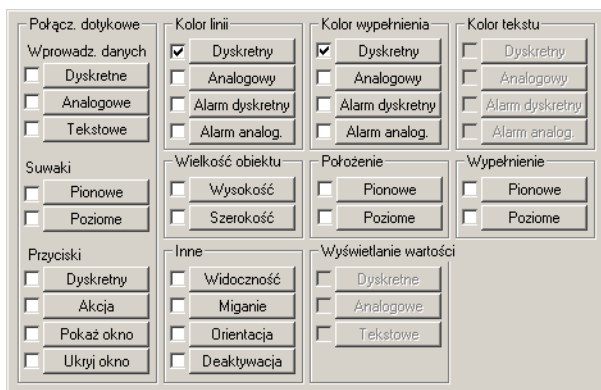 Połącz. dotykowe
Wprowadz. danych
Dyskretne
Analogowe
Tekstowe
Suwaki
Pionowe
Poziome
Przyciski
Dyskretny
Akcja
Pokaż okno
Ukryj okno
Kolor linii
Dyskretny
Analogowy
Alarm dyskretny
Alarm analog.
Kolor wypełnienia
Dyskretny
Analogowy
Alarm dyskretny
Alarm analog.
Kolor tekstu
Dyskretny
Analogowy
Alarm dyskretny
Alarm analog.
Wielkość obiektu
Wysokość
Szerokość
Położenie
Pionowe
Poziome
Wypełnienie
Pionowe
Poziome
Inne
Widoczność
Miganie
Orientacja
Deaktywacja
Wyświetlanie wartości
Dyskretne
Analogowe
Tekstowe